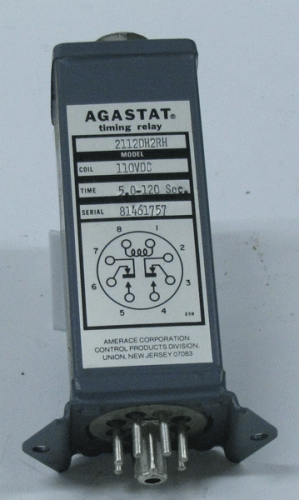 AGASTAT®
timing relay
2112DH2RH
MODEL
COIL 110VDC
TIME 5.0-120 Sec.
SERIAL 81461757
8 1
7 2
6 3
5 4
AMERACE CORPORATION
CONTROL PRODUCTS DIVISION
UNION, NEW JERSEY 07083